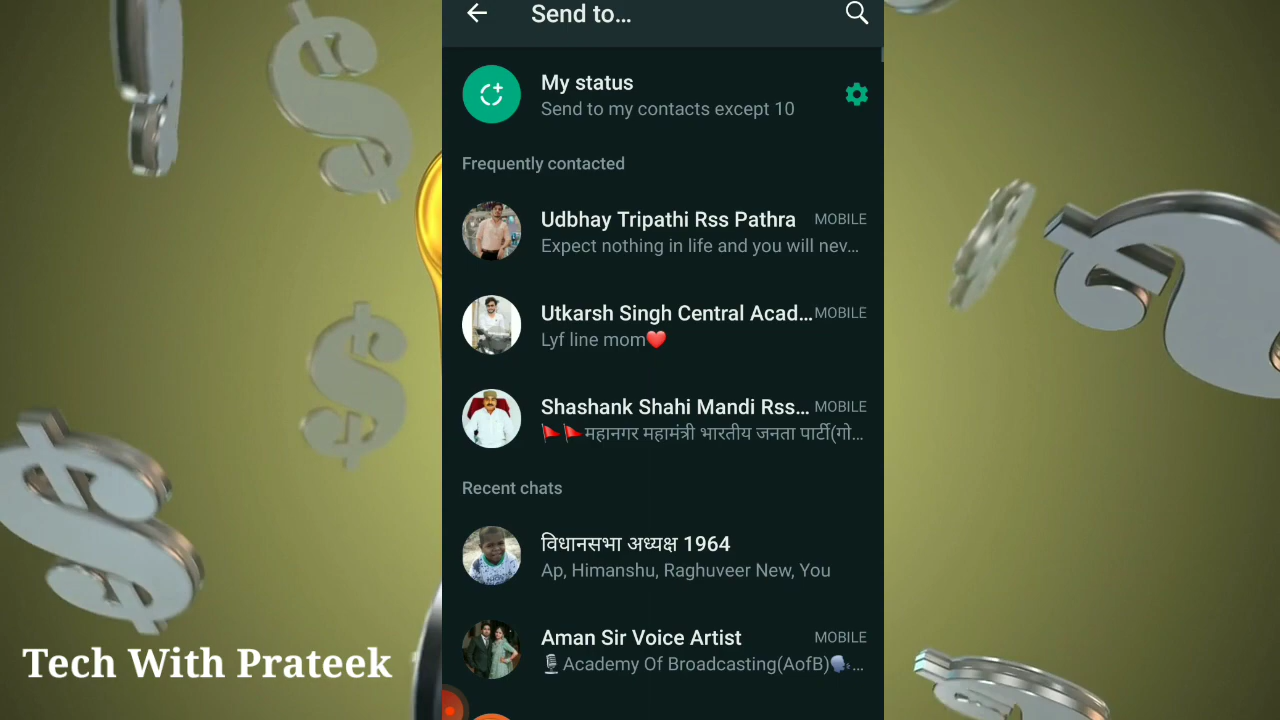 Send to...
My status
Send to my contacts except 10
Frequently contacted
Udbhay Tripathi Rss Pathra MOBILE
Expect nothing in life and you will nev...
Utkarsh Singh Central Acad... MOBILE
Lyf line mom❤️
Shashank Shahi Mandi Rss... MOBILE
🚩🚩महानगर महामंत्री भारतीय जनता पार्टी(गो...
Recent chats
विधानसभा अध्यक्ष 1964
Ap, Himanshu, Raghuveer New, You
Aman Sir Voice Artist MOBILE
🎙️Academy Of Broadcasting(AofB)🗣️...
Tech With Prateek